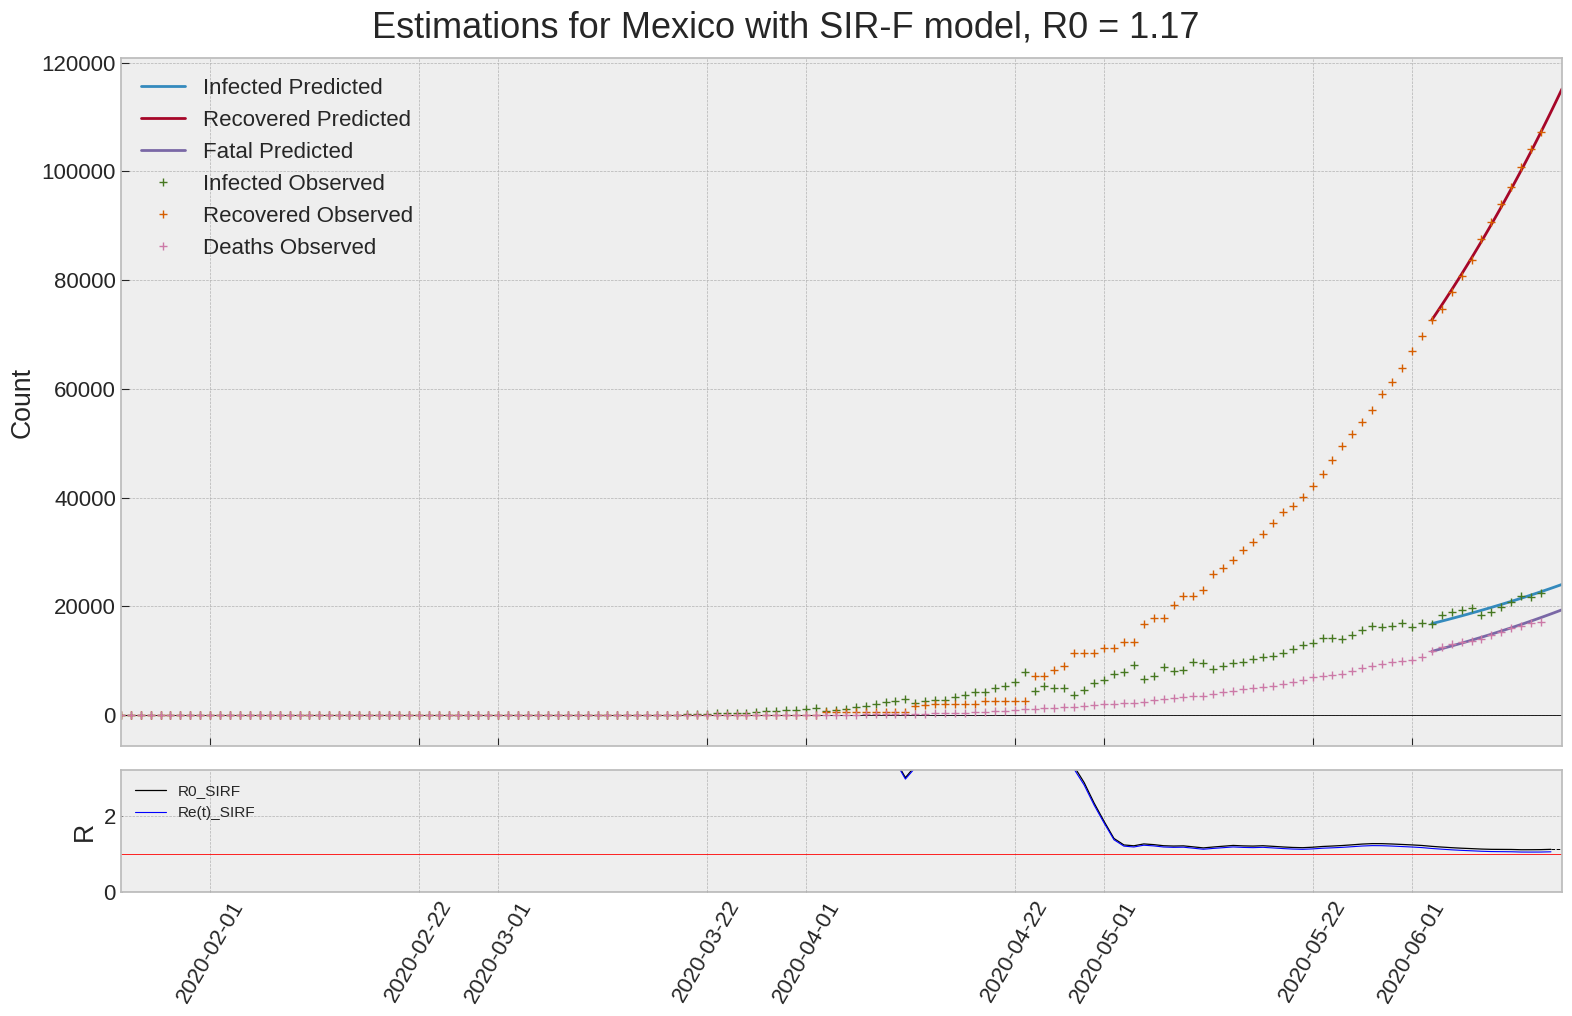 Estimations for Mexico with SIR-F model, R0 = 1.17
120000
100000
80000
60000
40000
20000
0
Count
Infected Predicted
Recovered Predicted
Fatal Predicted
Infected Observed
Recovered Observed
Deaths Observed
R0_SIRF
Re(t)_SIRF
2
0
R
2020-02-01
2020-02-22
2020-03-01
2020-03-22
2020-04-01
2020-04-22
2020-05-01
2020-05-22
2020-06-01